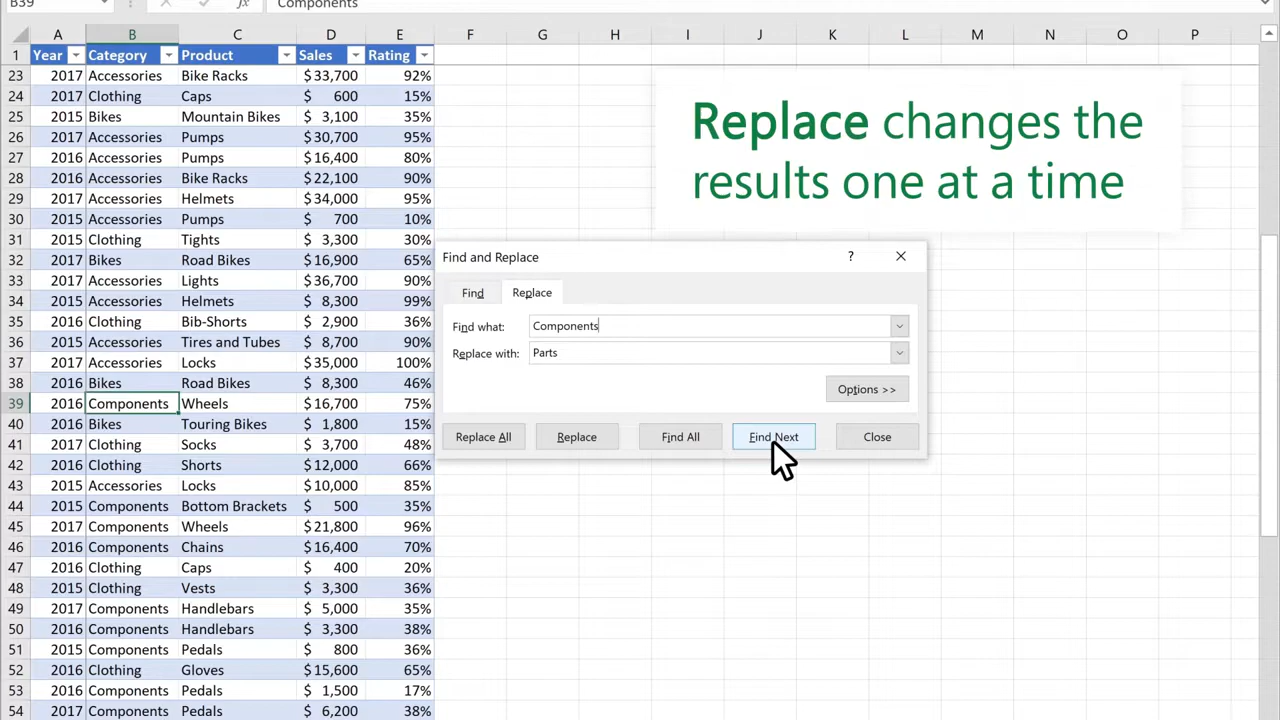 B39 fx Components
A B C D E F G H I J K L M N O P
1 Year Category Product Sales Rating
23 2017 Accessories Bike Racks $33,700 92%
24 2017 Clothing Caps $ 600 15%
25 2015 Bikes Mountain Bikes $ 3,100 35%
26 2017 Accessories Pumps $30,700 95%
27 2016 Accessories Pumps $16,400 80%
28 2016 Accessories Bike Racks $22,100 90%
29 2017 Accessories Helmets $34,000 95%
30 2015 Accessories Pumps $ 700 10%
31 2015 Clothing Tights $ 3,300 30%
32 2017 Bikes Road Bikes $16,900 65%
33 2017 Accessories Lights $36,700 90%
34 2015 Accessories Helmets $ 8,300 99%
35 2016 Clothing Bib-Shorts $ 2,900 36%
36 2015 Accessories Tires and Tubes $ 8,700 90%
37 2017 Accessories Locks $35,000 100%
38 2016 Bikes Road Bikes $ 8,300 46%
39 2016 Components Wheels $16,700 75%
40 2016 Bikes Touring Bikes $ 1,800 15%
41 2017 Clothing Socks $ 3,700 48%
42 2016 Clothing Shorts $12,000 66%
43 2015 Accessories Locks $10,000 85%
44 2015 Components Bottom Brackets $ 500 35%
45 2017 Components Wheels $21,800 96%
46 2016 Components Chains $16,400 70%
47 2016 Clothing Caps $ 400 20%
48 2015 Clothing Vests $ 3,300 36%
49 2017 Components Handlebars $ 5,000 35%
50 2016 Components Handlebars $ 3,300 38%
51 2015 Components Pedals $ 800 36%
52 2016 Clothing Gloves $15,600 65%
53 2016 Components Pedals $ 1,500 17%
54 2017 Components Pedals $ 6,200 38%
Replace changes the
results one at a time
Find and Replace ?
Find Replace
Find what: Components
Replace with: Parts
Options >>
Replace All Replace Find All Find Next Close